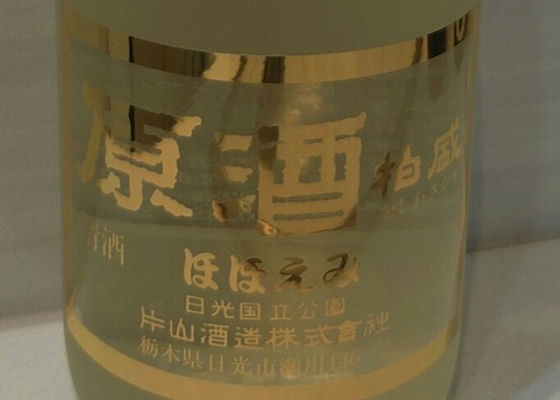 原酒
柏盛
清酒
ほほえみ
日光国立公園
片山酒造株式会社
栃木県日光市瀬川146-2